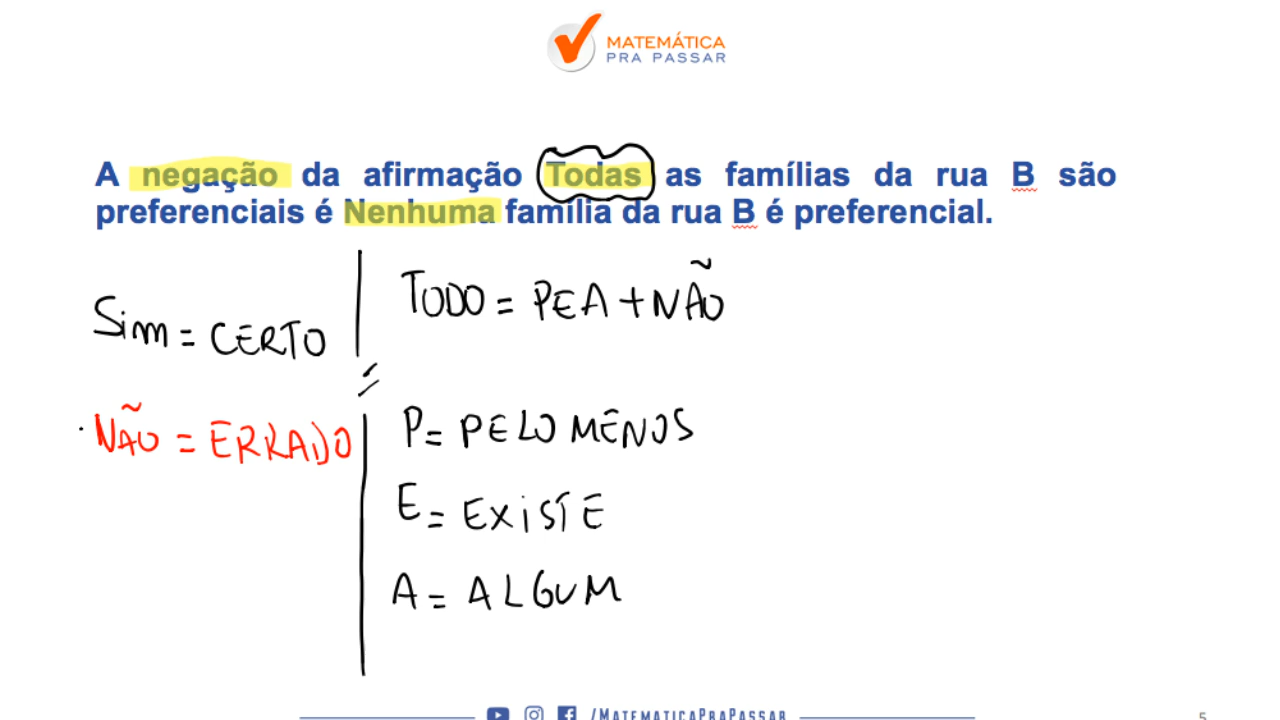 MATEMÁTICA
PRA PASSAR
A negação da afirmação Todas as famílias da rua B são
preferenciais é Nenhuma família da rua B é preferencial.
Sim = CERTO
NÃO = ERRADO
TODO = PEA + NÃO
P = PELO MENOS
E = EXISTE
A = ALGUM
/MATEMATICAPRAPASSAR
5